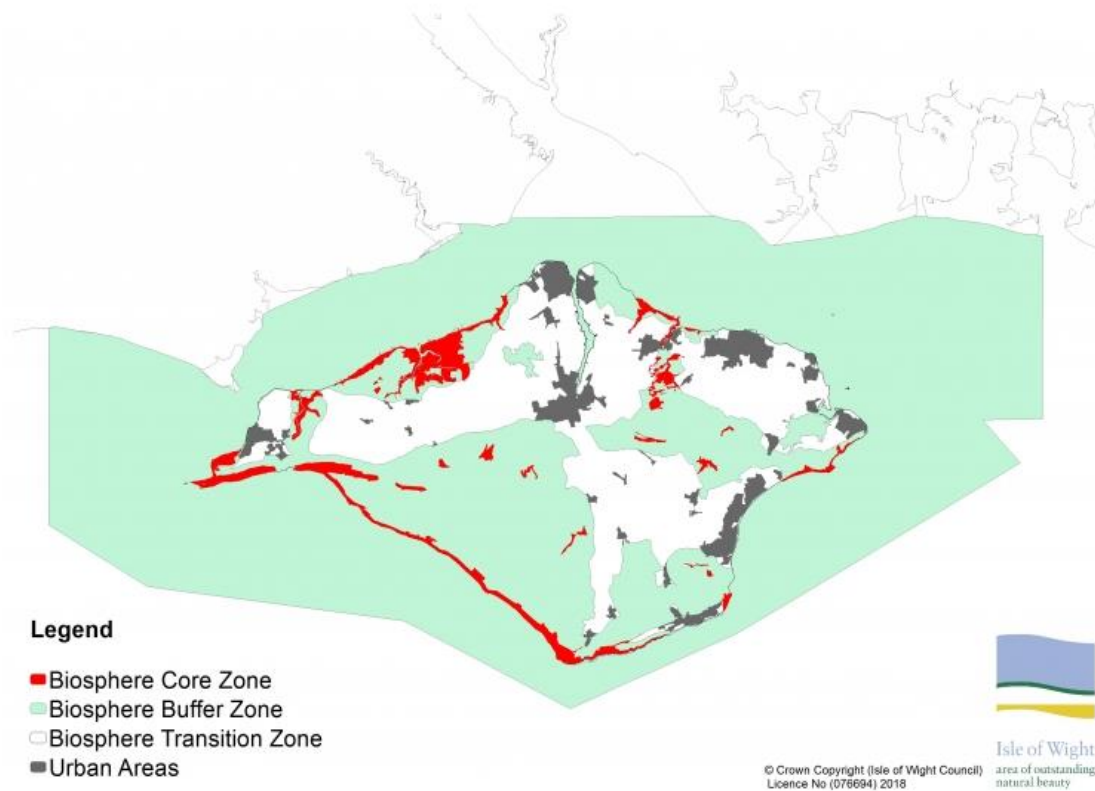 Legend
Biosphere Core Zone
Biosphere Buffer Zone
Biosphere Transition Zone
Urban Areas
© Crown Copyright (Isle of Wight Council)
Licence No (076694) 2018
Isle of Wight
area of outstanding
natural beauty